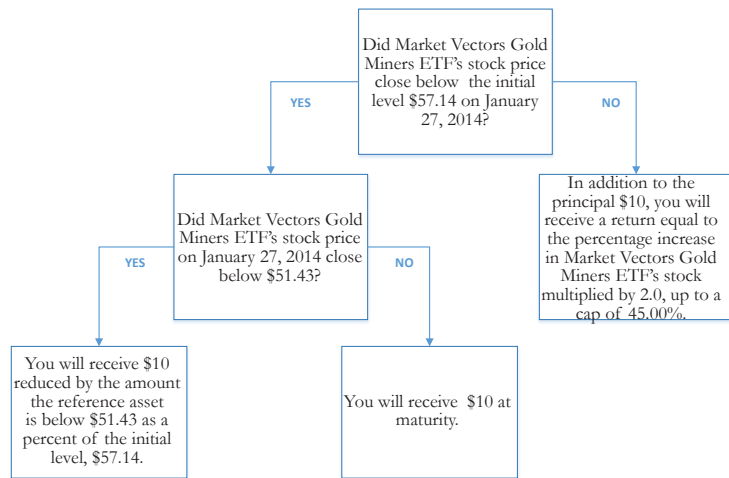 Did Market Vectors Gold
Miners ETF's stock price
close below the initial
level $57.14 on January
27, 2014?
YES
NO
Did Market Vectors Gold
Miners ETF's stock price
on January 27, 2014 close
below $51.43?
In addition to the
principal $10, you will
receive a return equal to
the percentage increase
in Market Vectors Gold
Miners ETF's stock
multiplied by 2.0, up to a
cap of 45.00%.
YES
NO
You will receive $10
reduced by the amount
the reference asset
is below $51.43 as a
percent of the initial
level, $57.14.
You will receive $10 at
maturity.